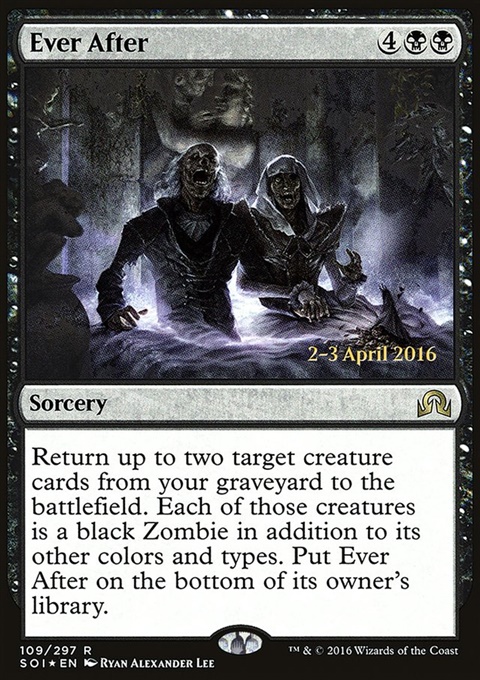 Ever After 4
2-3 April 2016
Sorcery
Return up to two target creature
cards from your graveyard to the
battlefield. Each of those creatures
is a black Zombie in addition to its
other colors and types. Put Ever
After on the bottom of its owner's
library.
109/297 R
SOI★EN Ryan Alexander Lee
™ & © 2016 Wizards of the Coast